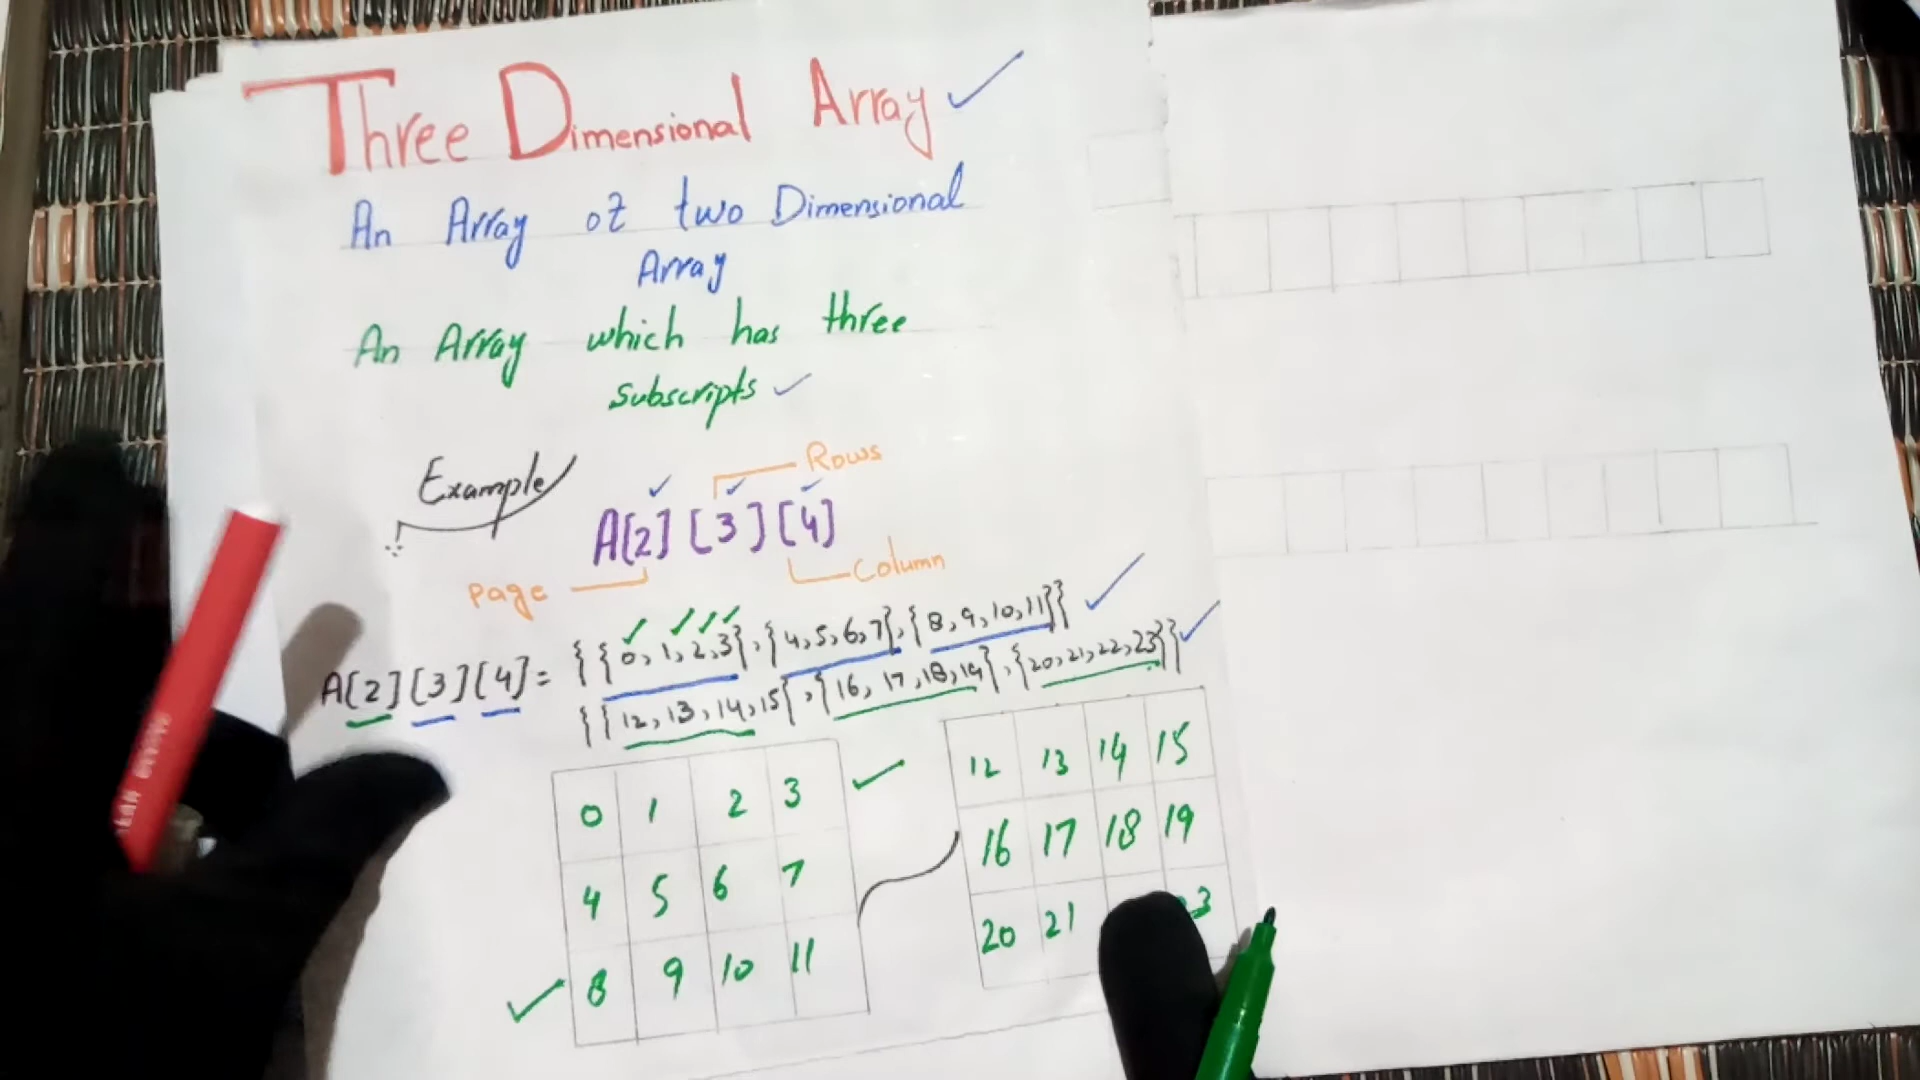 Three Dimensional Array
An Array of two Dimensional
Array
An Array which has three
subscripts
Example
Rows
A[2] [3] [4]
Page
Column
{ { 0, 1, 2, 3}, {4, 5, 6, 7}, {8, 9, 10, 11}}
A[2] [3] [4] =
{ { 12, 13, 14, 15}, {16, 17, 18, 19}, {20, 21, 22, 23}}
0 1 2 3
4 5 6 7
8 9 10 11
12 13 14 15
16 17 18 19
20 21